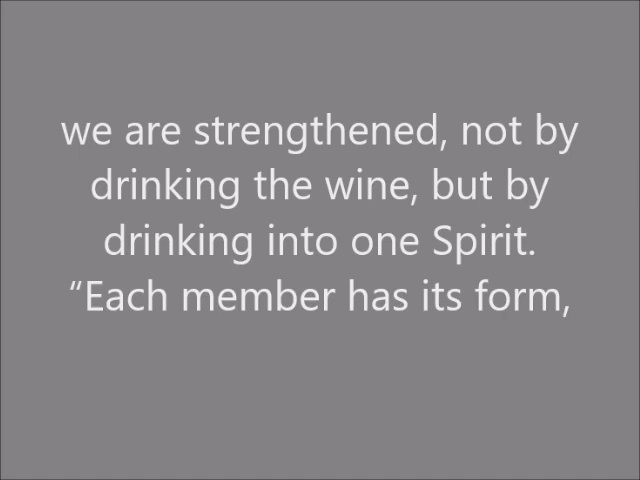 we are strengthened, not by
drinking the wine, but by
drinking into one Spirit.
“Each member has its form,